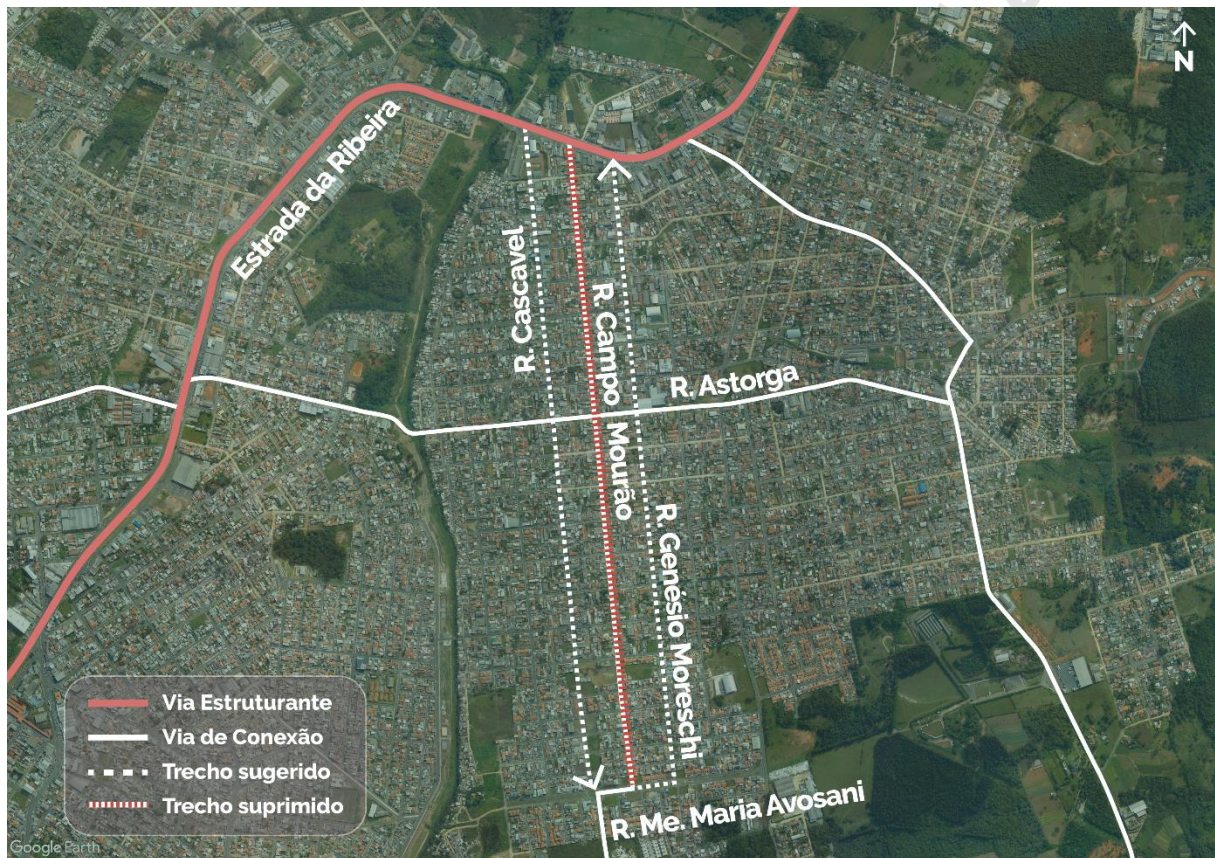 N
Estrada da Ribeira
R. Cascavel
R. Campo Mourão
R. Astorga
R. Genésio Moreschi
R. Me. Maria Avosani
Via Estruturante
Via de Conexão
Trecho sugerido
Trecho suprimido
Google Earth